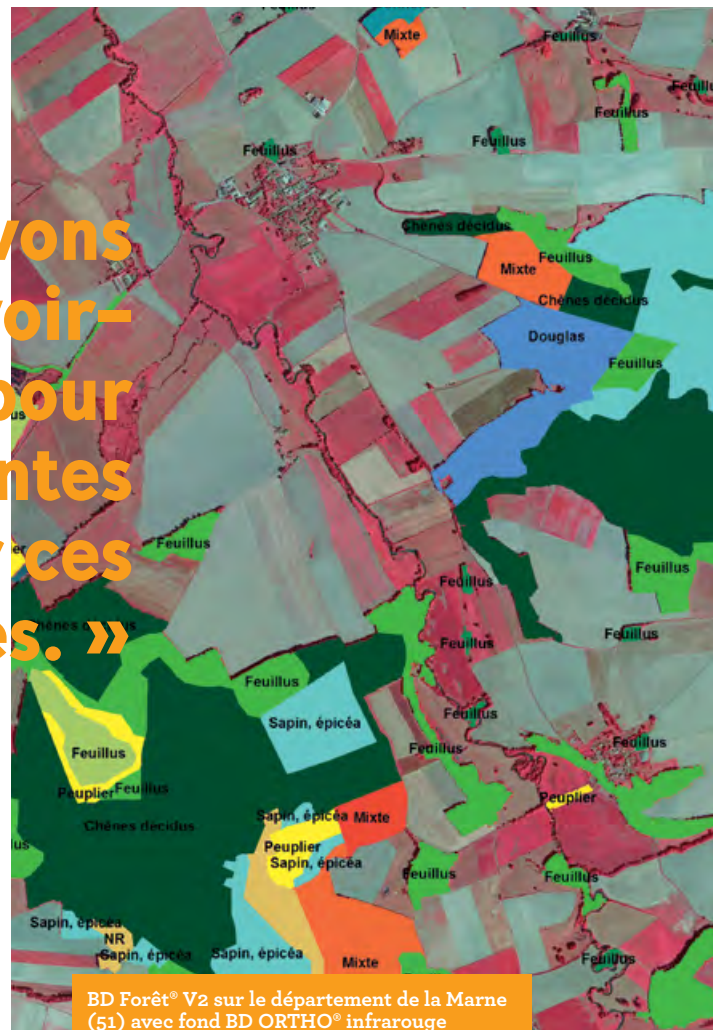 Feuillus
Mixte
Feuillus
Feuillus
Feuillus
Feuillus
Chênes décidus
Feuillus
Mixte
Chênes décidus
Douglas
Feuillus
vons
voir–
pour
ntes
r ces
es. »
Feuillus
Feuillus
Feuillus
Feuillus
Feuillus
Feuillus
Sapin, épicéa
Feuillus
Feuillus
Feuillus
Feuillus
Peuplier
Feuillus
Peuplier
Sapin, épicéa
Mixte
Chênes décidus
Peuplier
Sapin, épicéa
Feuillus
Feuillus
Sapin, épicéa
NR
Sapin, épicéa
Sapin, épicéa
Mixte
Feuillus
BD Forêt® V2 sur le département de la Marne
(51) avec fond BD ORTHO® infrarouge